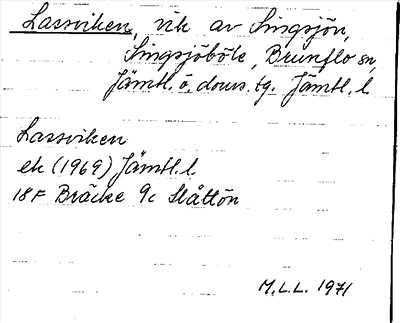 Lassviken, vik av Singsjön,
Singsjöböle, Brunflo sn,
Jämtl. ö. doms. tg. Jämtl. l
Lassviken
ek (1969) Jämtl. l
18F Bräcke 9c Slåttön
M.L.L. 1971